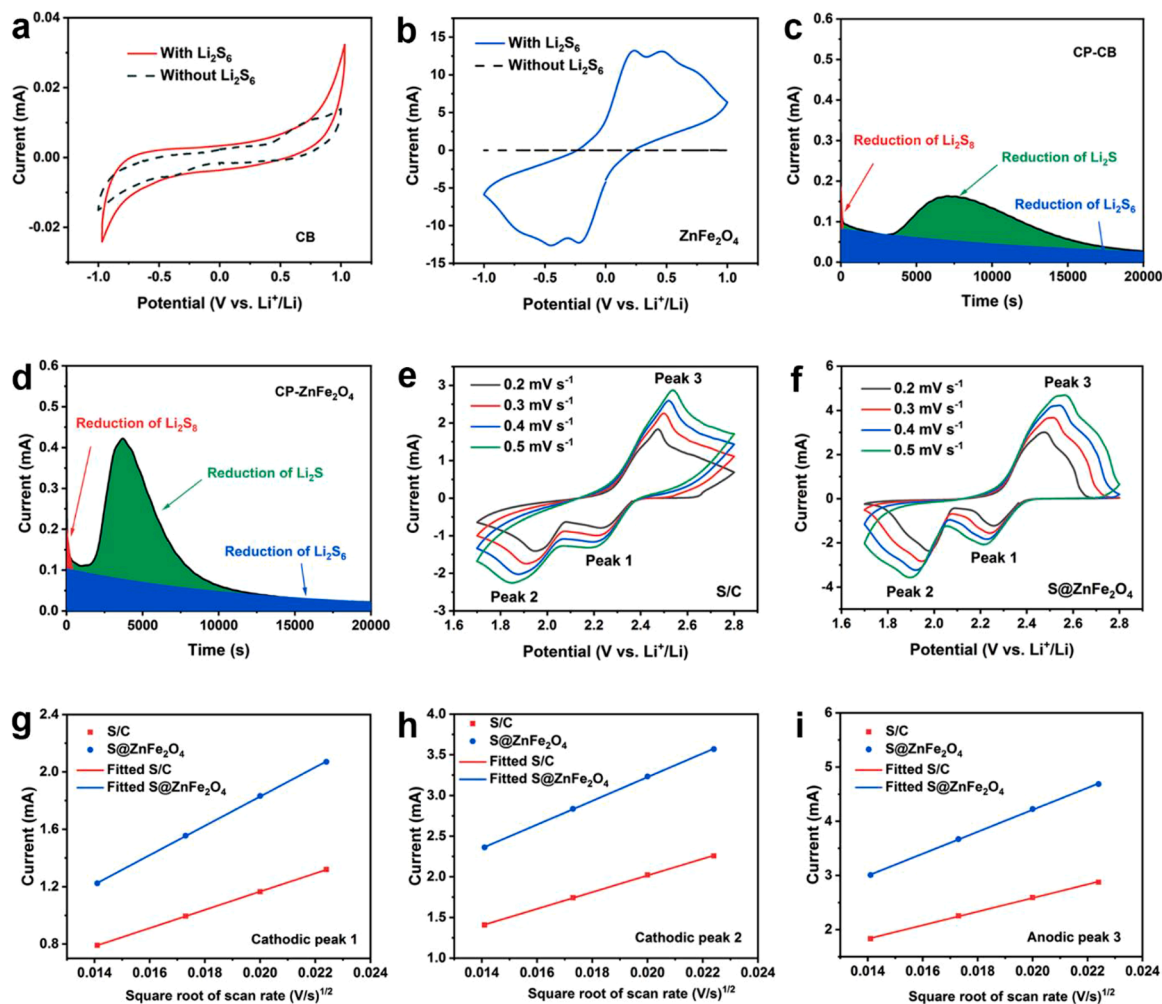 a
0.04
0.02
0.00
-0.02
Current (mA)
With Li₂S₆
Without Li₂S₆
CB
-1.0 -0.5 0.0 0.5 1.0
Potential (V vs. Li⁺/Li)
b
15
10
5
0
-5
-10
-15
Current (mA)
With Li₂S₆
Without Li₂S₆
ZnFe₂O₄
-1.0 -0.5 0.0 0.5 1.0
Potential (V vs. Li⁺/Li)
c
0.6
0.5
0.4
0.3
0.2
0.1
0.0
Current (mA)
CP-CB
Reduction of Li₂S₈
Reduction of Li₂S
Reduction of Li₂S₆
0 5000 10000 15000 20000
Time (s)
d
0.6
0.5
0.4
0.3
0.2
0.1
0.0
Current (mA)
CP-ZnFe₂O₄
Reduction of Li₂S₈
Reduction of Li₂S
Reduction of Li₂S₆
0 5000 10000 15000 20000
Time (s)
e
3
2
1
0
-1
-2
-3
Current (mA)
0.2 mV s⁻¹
0.3 mV s⁻¹
0.4 mV s⁻¹
0.5 mV s⁻¹
Peak 3
Peak 1
Peak 2
S/C
1.6 1.8 2.0 2.2 2.4 2.6 2.8
Potential (V vs. Li⁺/Li)
f
6
4
2
0
-2
-4
-6
Current (mA)
0.2 mV s⁻¹
0.3 mV s⁻¹
0.4 mV s⁻¹
0.5 mV s⁻¹
Peak 3
Peak 1
Peak 2
S@ZnFe₂O₄
1.6 1.8 2.0 2.2 2.4 2.6 2.8
Potential (V vs. Li⁺/Li)
g
2.4
2.0
1.6
1.2
0.8
Current (mA)
S/C
S@ZnFe₂O₄
Fitted S/C
Fitted S@ZnFe₂O₄
Cathodic peak 1
0.014 0.016 0.018 0.020 0.022 0.024
Square root of scan rate (V/s)¹ᐟ²
h
4.0
3.5
3.0
2.5
2.0
1.5
1.0
Current (mA)
S/C
S@ZnFe₂O₄
Fitted S/C
Fitted S@ZnFe₂O₄
Cathodic peak 2
0.014 0.016 0.018 0.020 0.022 0.024
Square root of scan rate (V/s)¹ᐟ²
i
6
5
4
3
2
Current (mA)
S/C
S@ZnFe₂O₄
Fitted S/C
Fitted S@ZnFe₂O₄
Anodic peak 3
0.014 0.016 0.018 0.020 0.022 0.024
Square root of scan rate (V/s)¹ᐟ²